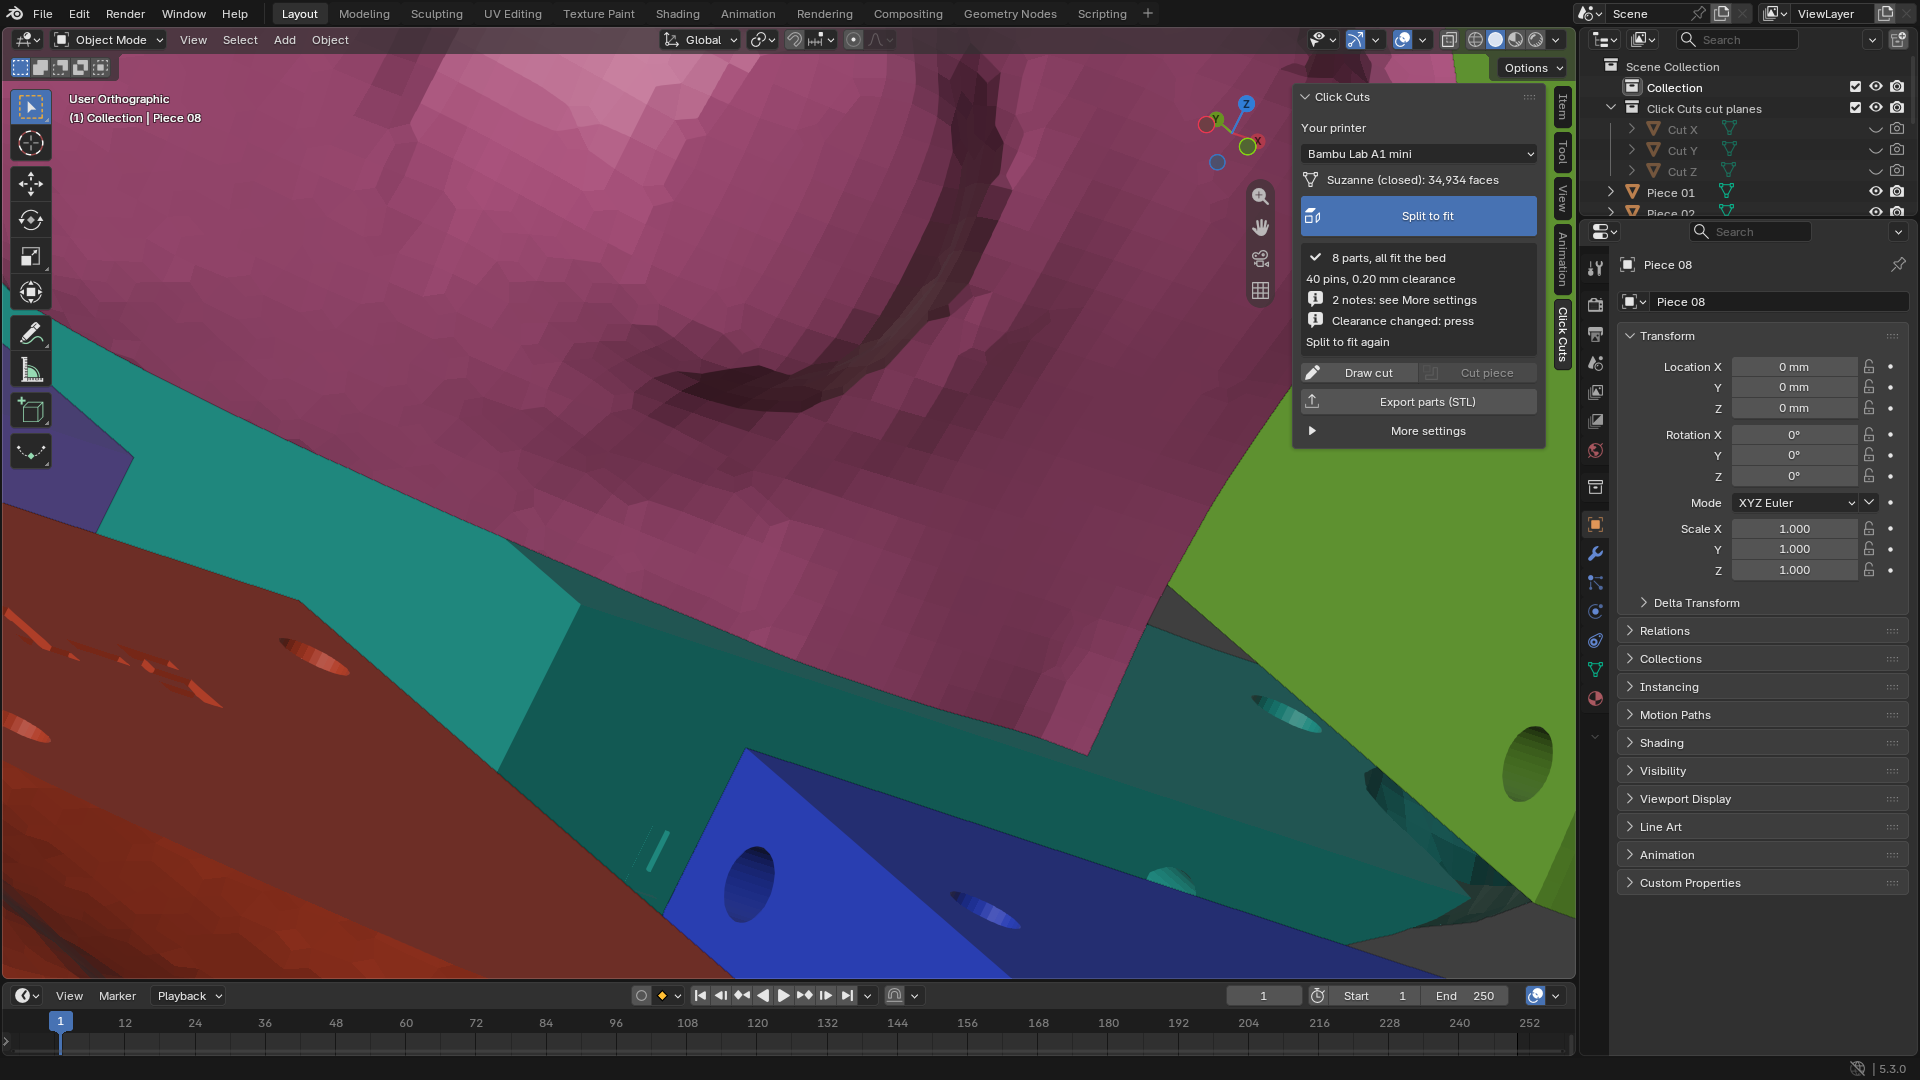 File Edit Render Window Help Layout Modeling Sculpting UV Editing Texture Paint Shading Animation Rendering Compositing Geometry Nodes Scripting + Scene ViewLayer
Object Mode View Select Add Object Global Search
Options
User Orthographic
(1) Collection | Piece 08
Z
Y
X
Click Cuts
Your printer
Bambu Lab A1 mini
Suzanne (closed): 34,934 faces
Split to fit
8 parts, all fit the bed
40 pins, 0.20 mm clearance
2 notes: see More settings
Clearance changed: press
Split to fit again
Draw cut Cut piece
Export parts (STL)
More settings
Item
Tool
View
Animation
Click Cuts
Scene Collection
Collection
Click Cuts cut planes
Cut X
Cut Y
Cut Z
Piece 01
Piece 02
Search
Piece 08
Piece 08
Transform
Location X 0 mm
Y 0 mm
Z 0 mm
Rotation X 0°
Y 0°
Z 0°
Mode XYZ Euler
Scale X 1.000
Y 1.000
Z 1.000
Delta Transform
Relations
Collections
Instancing
Motion Paths
Shading
Visibility
Viewport Display
Line Art
Animation
Custom Properties
View Marker Playback 1 Start 1 End 250
1 12 24 36 48 60 72 84 96 108 120 132 144 156 168 180 192 204 216 228 240 252
5.3.0